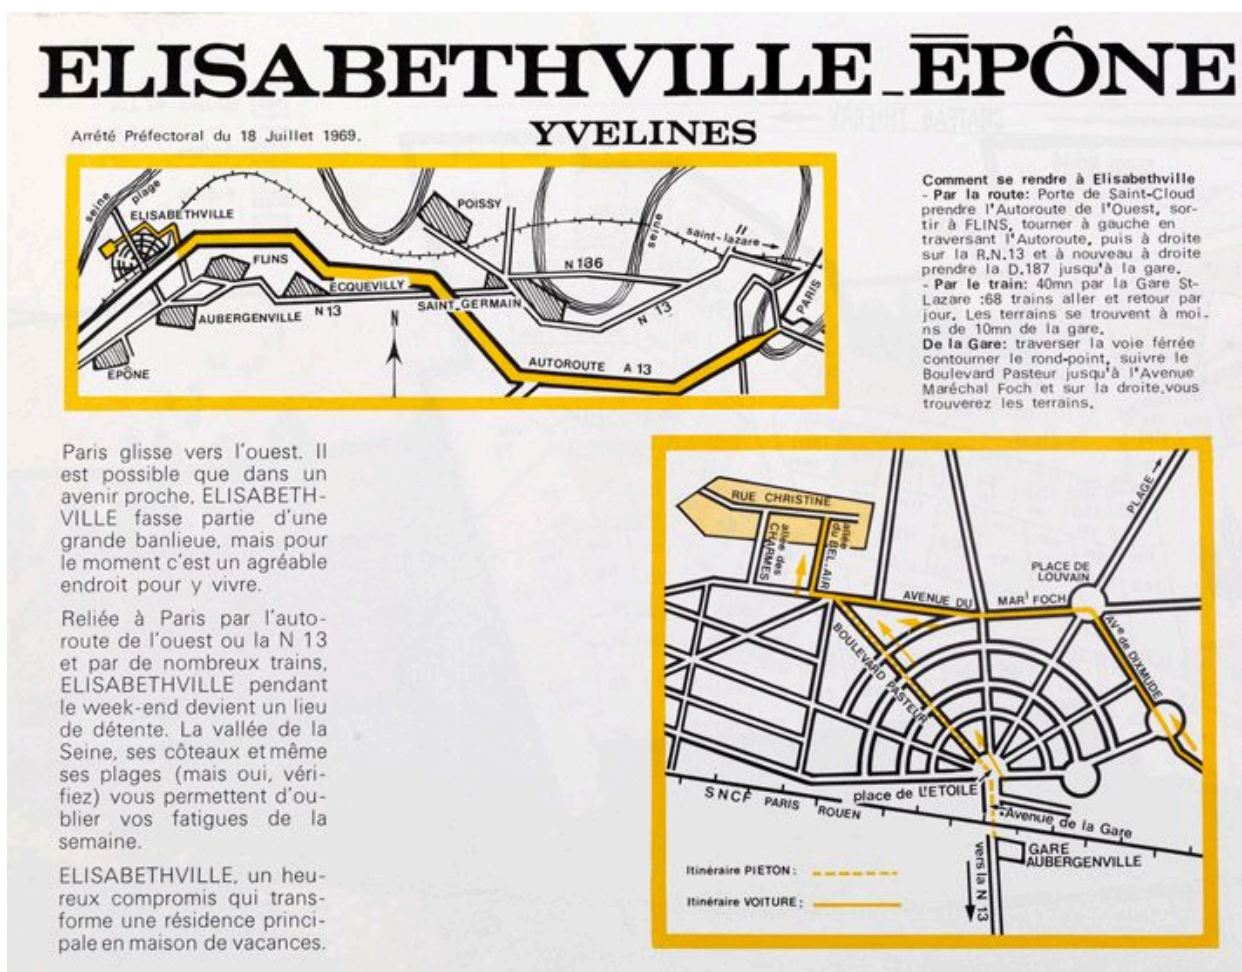 ELISABETHVILLE_ĒPÔNE
YVELINES
Arrêté Préfectoral du 18 Juillet 1969.
seine
plage
ELISABETHVILLE
FLINS
AUBERGENVILLE
ÉPÔNE
ECQUEVILLY
N 13
N
POISSY
SAINT_GERMAIN
N 136
N 13
seine
saint-lazare
PARIS
AUTOROUTE A 13
Comment se rendre à Elisabethville
- Par la route: Porte de Saint-Cloud
prendre l'Autoroute de l'Ouest, sor-
tir à FLINS, tourner à gauche en
traversant l'Autoroute, puis à droite
sur la R.N.13 et à nouveau à droite
prendre la D.187 jusqu'à la gare.
- Par le train: 40mn par la Gare St-
Lazare :68 trains aller et retour par
jour. Les terrains se trouvent à moi-
ns de 10mn de la gare.
De la Gare: traverser la voie férrée
contourner le rond-point, suivre le
Boulevard Pasteur jusqu'à l'Avenue
Maréchal Foch et sur la droite,vous
trouverez les terrains.
Paris glisse vers l'ouest. Il
est possible que dans un
avenir proche, ELISABETH-
VILLE fasse partie d'une
grande banlieue, mais pour
le moment c'est un agréable
endroit pour y vivre.
Reliée à Paris par l'auto-
route de l'ouest ou la N 13
et par de nombreux trains,
ELISABETHVILLE pendant
le week-end devient un lieu
de détente. La vallée de la
Seine, ses côteaux et même
ses plages (mais oui, véri-
fiez) vous permettent d'ou-
blier vos fatigues de la
semaine.
ELISABETHVILLE, un heu-
reux compromis qui trans-
forme une résidence princi-
pale en maison de vacances.
RUE CHRISTINE
allée des
CHARMES
allée
du BEL-AIR
PLAGE
PLACE DE
LOUVAIN
AVENUE DU MARl FOCH
AVe de DIXMUDE
BOULEVARD PASTEUR
place de L'ETOILE
SNCF PARIS ROUEN
Avenue de la Gare
GARE
AUBERGENVILLE
vers la N 13
Itinéraire PIETON :
Itinéraire VOITURE :